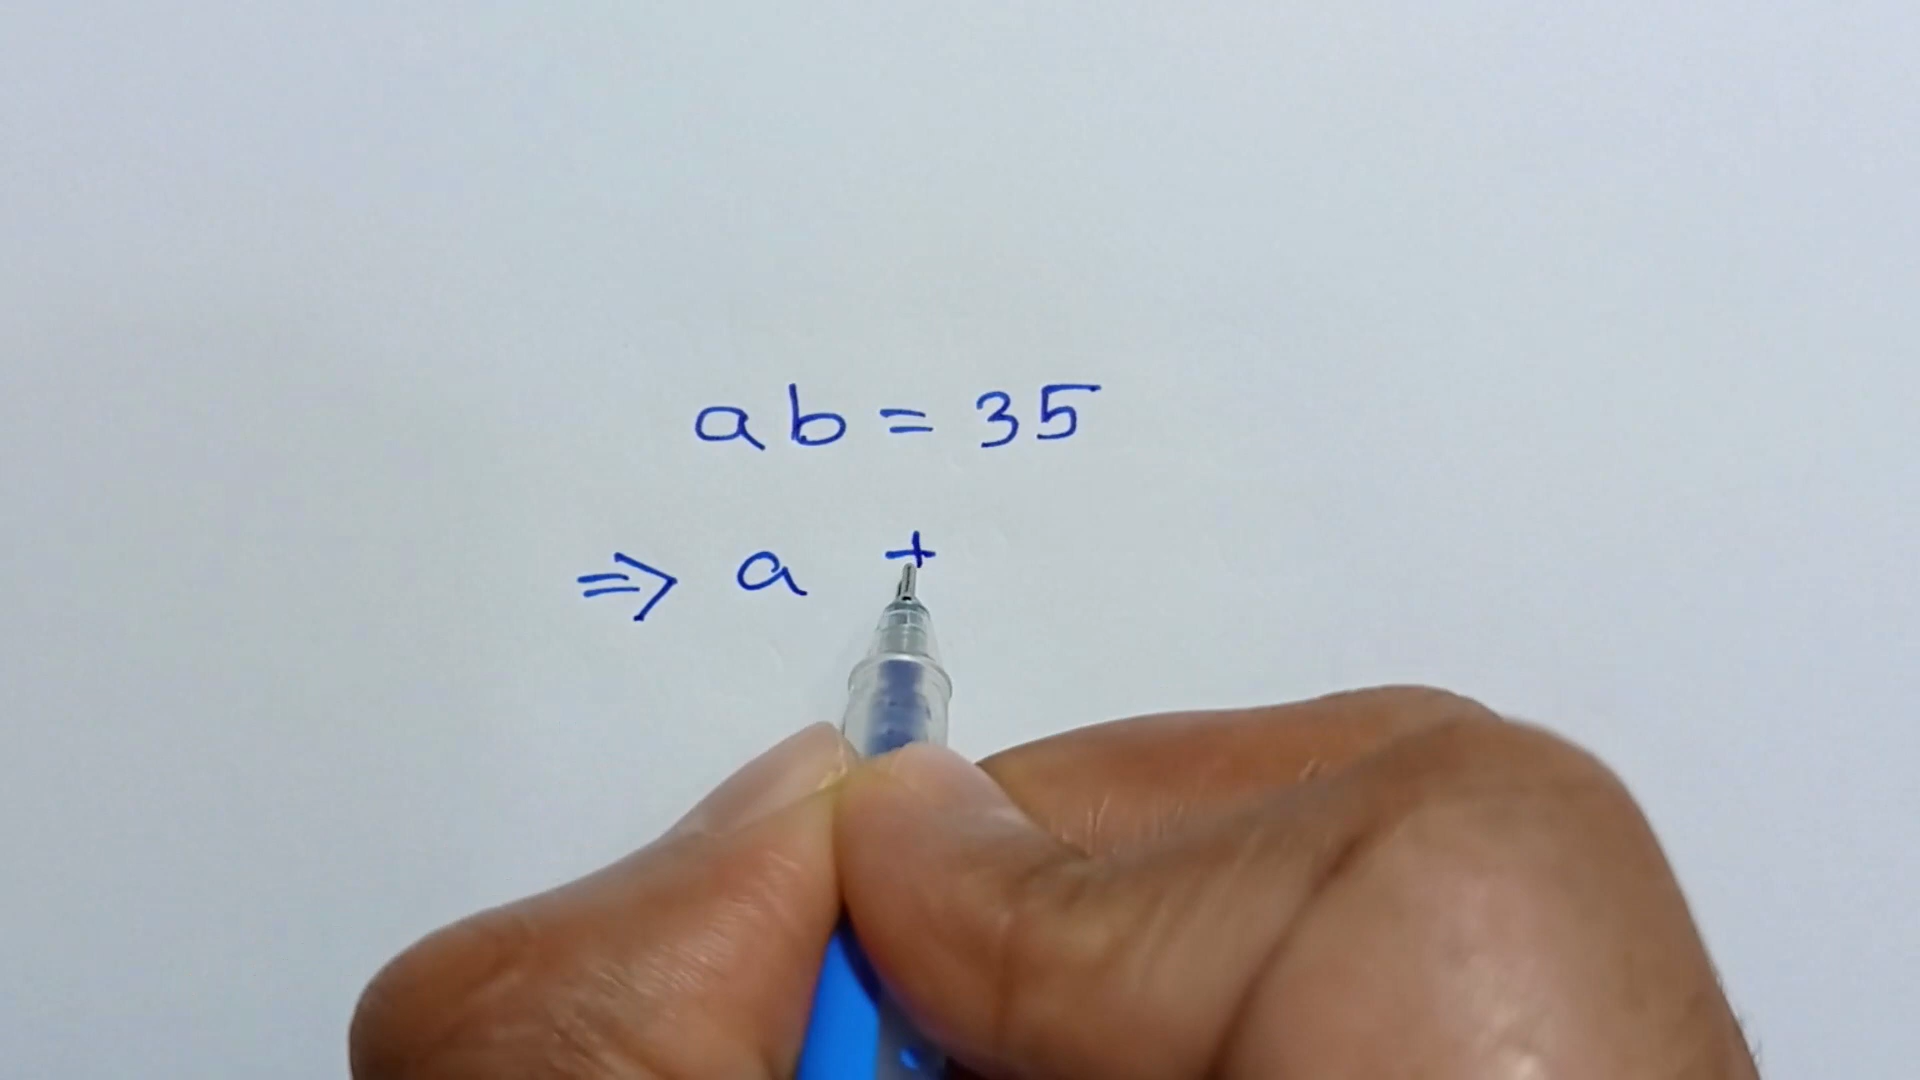 ab = 35
⇒ a +